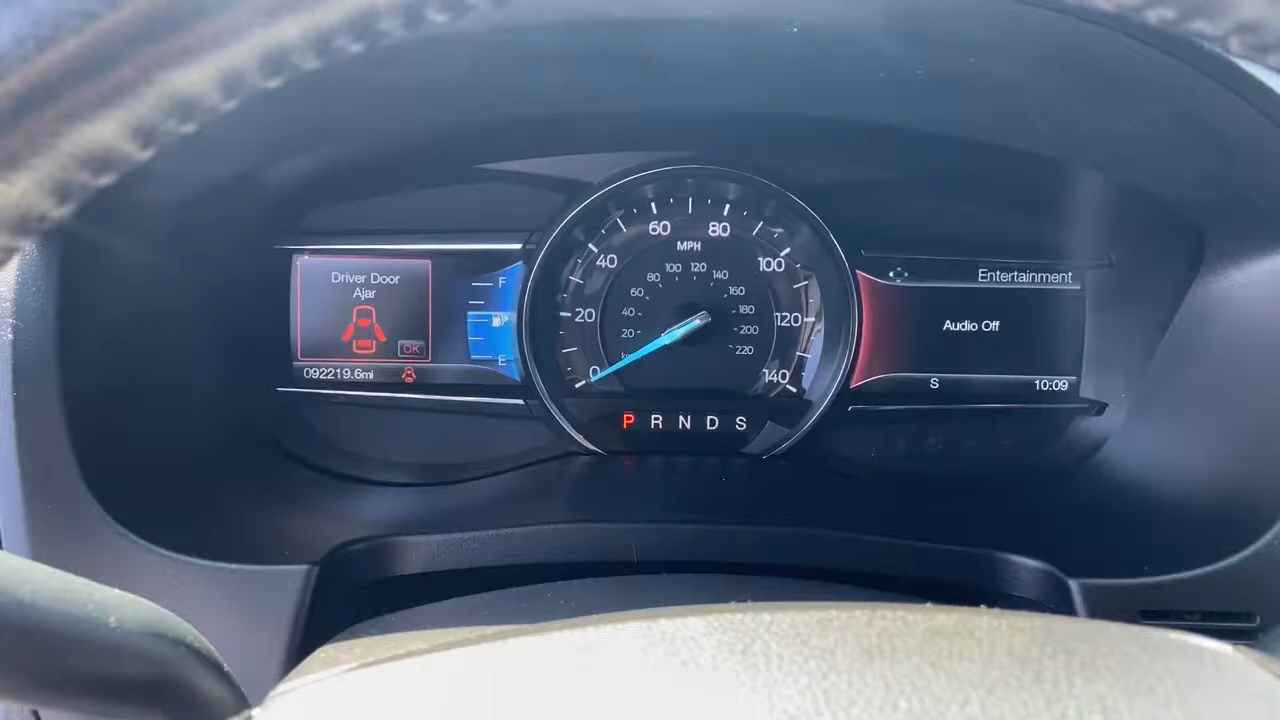 Driver Door
Ajar
OK
092219.6mi
F
E
0
20
40
60
80
100
120
140
MPH
20
40
60
80
100
120
140
160
180
200
220
P R N D S
Entertainment
Audio Off
S
10:09